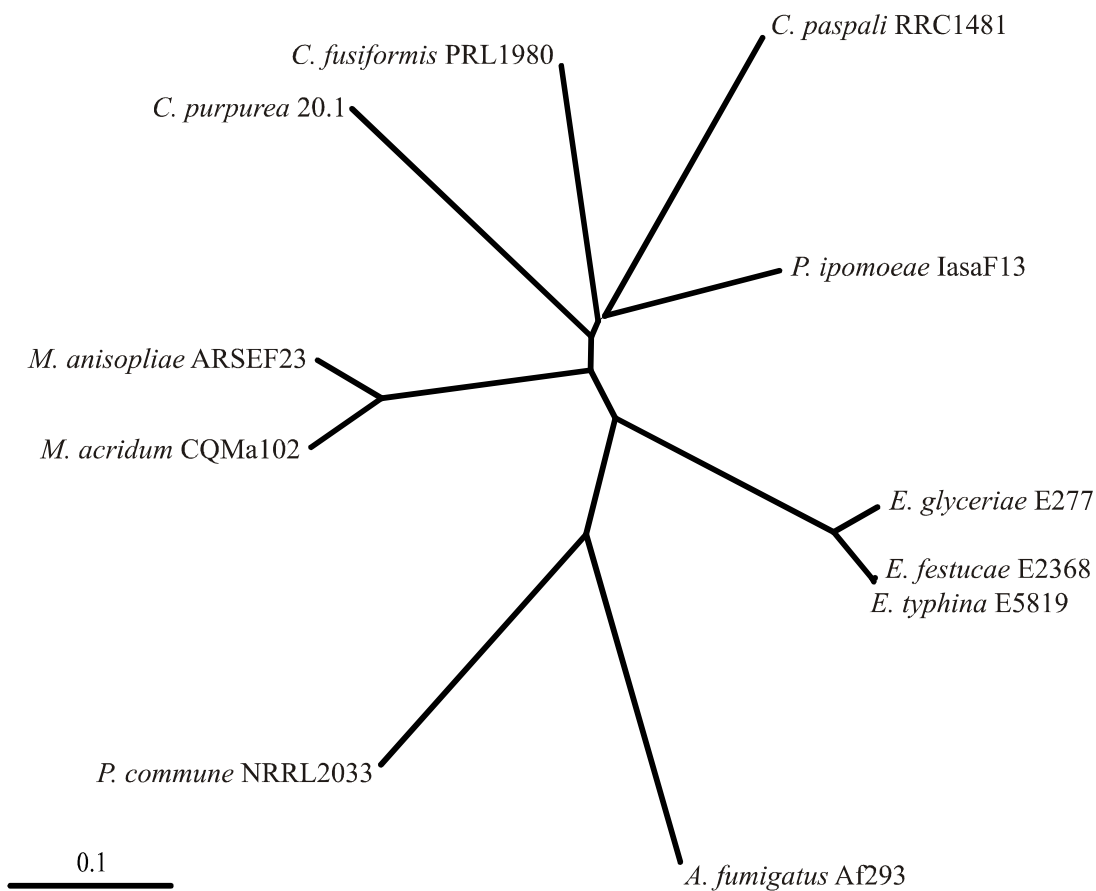 C. paspali RRC1481
C. fusiformis PRL1980
C. purpurea 20.1
P. ipomoeae IasaF13
M. anisopliae ARSEF23
M. acridum CQMa102
E. glyceriae E277
E. festucae E2368
E. typhina E5819
P. commune NRRL2033
0.1
A. fumigatus Af293